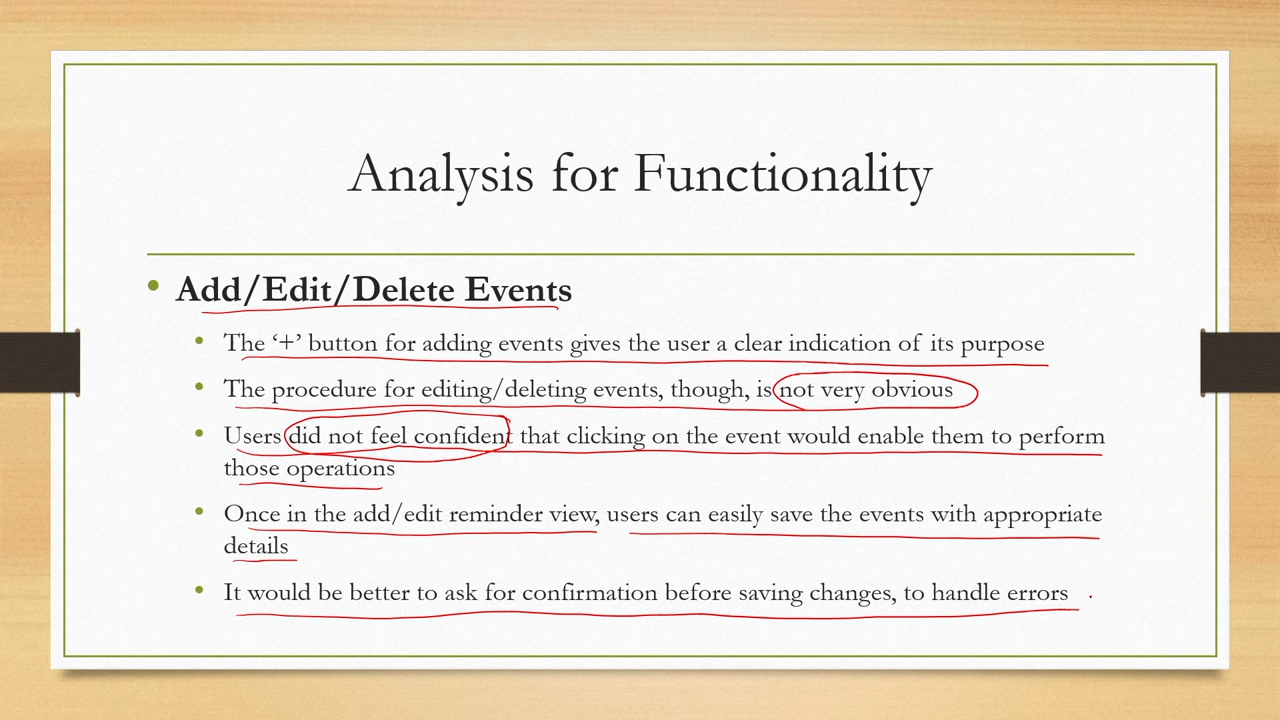 Analysis for Functionality
• Add/Edit/Delete Events
• The ‘+’ button for adding events gives the user a clear indication of its purpose
• The procedure for editing/deleting events, though, is not very obvious
• Users did not feel confident that clicking on the event would enable them to perform
those operations
• Once in the add/edit reminder view, users can easily save the events with appropriate
details
• It would be better to ask for confirmation before saving changes, to handle errors